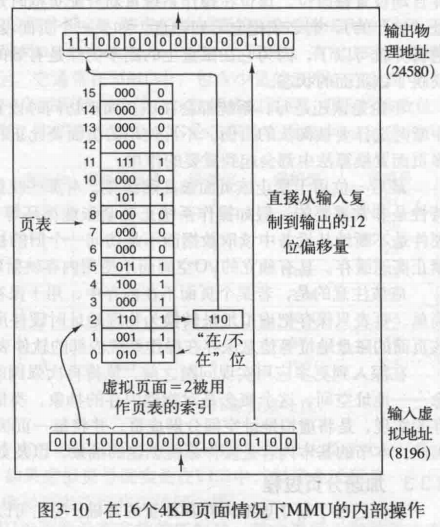 1 1 0 0 0 0 0 0 0 0 0 0 1 0 0
输出物理地址
(24580)
15 000 0
14 000 0
13 000 0
12 000 0
11 111 1
10 000 0
9 101 1
8 000 0
7 000 0
6 000 0
5 011 1
4 100 1
3 000 1
2 110 1
1 001 1
0 010 1
页表
直接从输入复
制到输出的12
位偏移量
110
“在/不
在”位
虚拟页面=2被用
作页表的索引
0 0 1 0 0 0 0 0 0 0 0 0 0 1 0 0
输入虚
拟地址
(8196)
图3-10 在16个4KB页面情况下MMU的内部操作